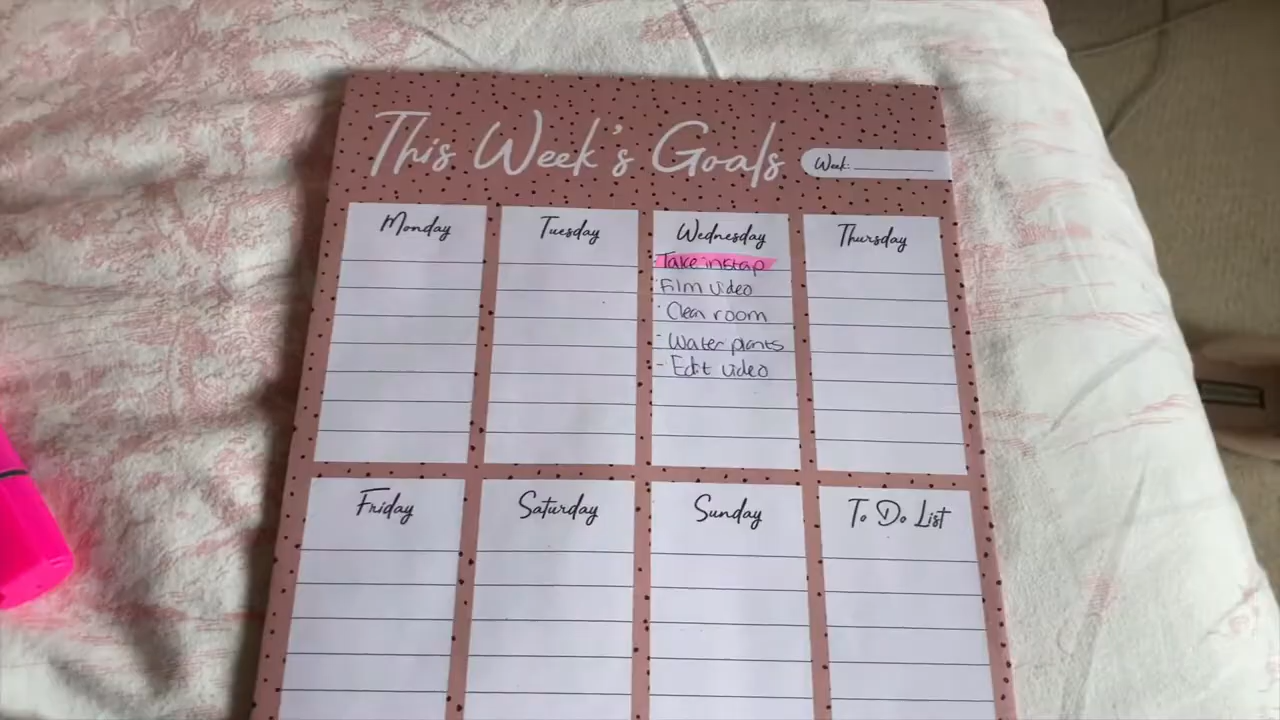 This Week's Goals
Week:
Monday
Tuesday
Wednesday
- Take instap
- Film video
- Clean room
- Water plants
- Edit video
Thursday
Friday
Saturday
Sunday
To Do List